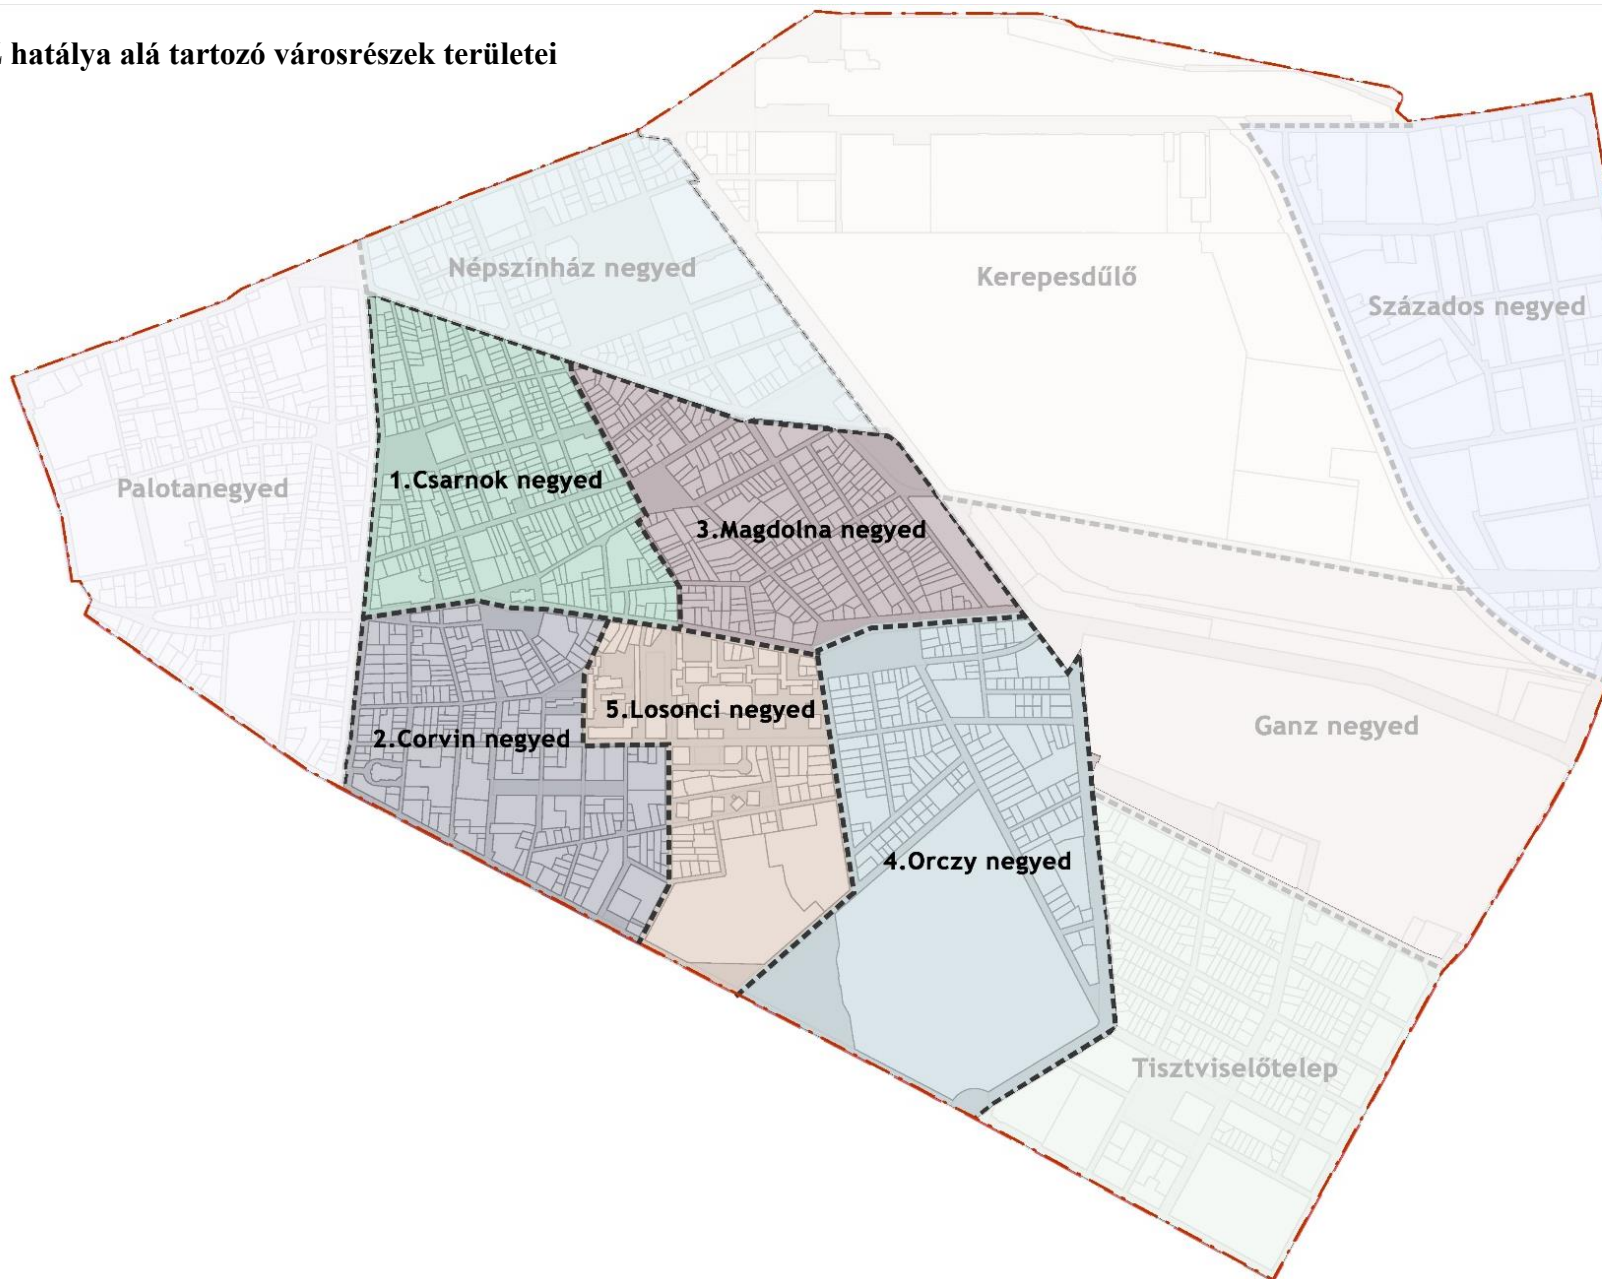 hatálya alá tartozó városrészek területei
Népszínház negyed
Kerepesdűlő
Százados negyed
Palotanegyed
1.Csarnok negyed
3.Magdolna negyed
5.Losonci negyed
2.Corvin negyed
Ganz negyed
4.Orczy negyed
Tisztviselőtelep